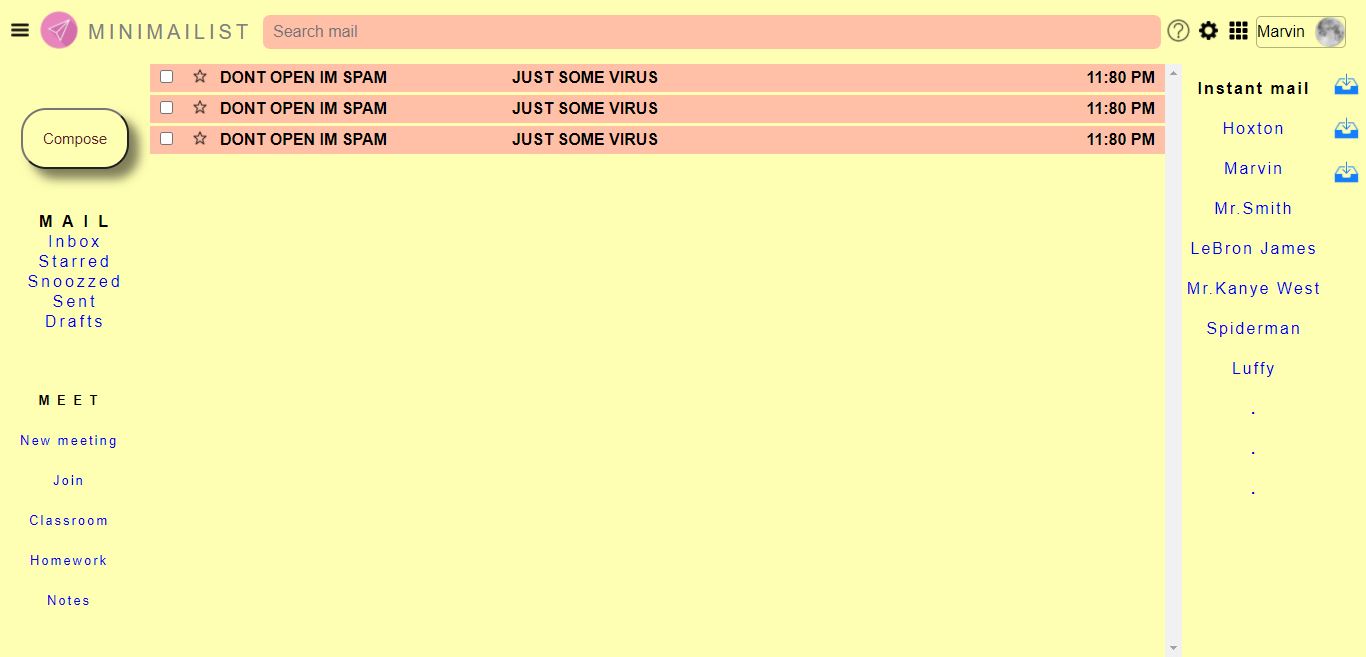 MINIMAILIST
Search mail
Marvin
Compose
MAIL
Inbox
Starred
Snoozzed
Sent
Drafts
MEET
New meeting
Join
Classroom
Homework
Notes
DONT OPEN IM SPAM JUST SOME VIRUS 11:80 PM
DONT OPEN IM SPAM JUST SOME VIRUS 11:80 PM
DONT OPEN IM SPAM JUST SOME VIRUS 11:80 PM
Instant mail
Hoxton
Marvin
Mr.Smith
LeBron James
Mr.Kanye West
Spiderman
Luffy
.
.
.